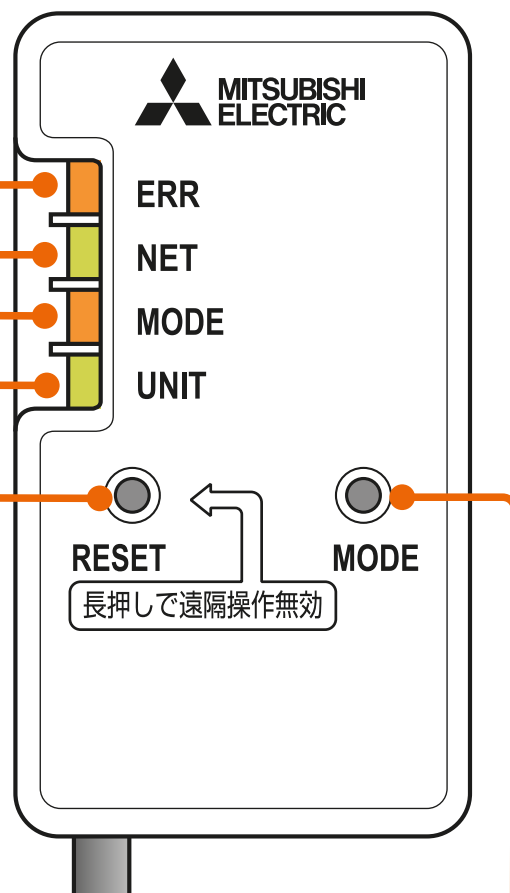 MITSUBISHI
ELECTRIC
ERR
NET
MODE
UNIT
RESET
MODE
長押しで遠隔操作無効